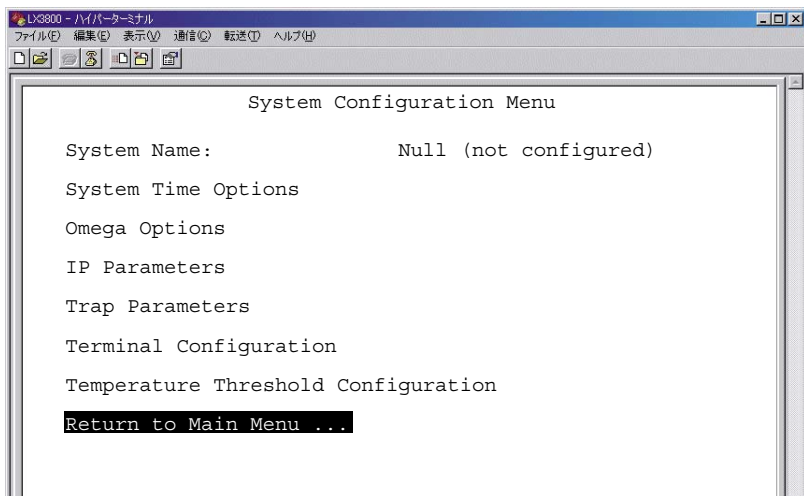 LX3800 - ハイパーターミナル
ファイル(F) 編集(E) 表示(V) 通信(C) 転送(T) ヘルプ(H)
System Configuration Menu
System Name: Null (not configured)
System Time Options
Omega Options
IP Parameters
Trap Parameters
Terminal Configuration
Temperature Threshold Configuration
Return to Main Menu ...